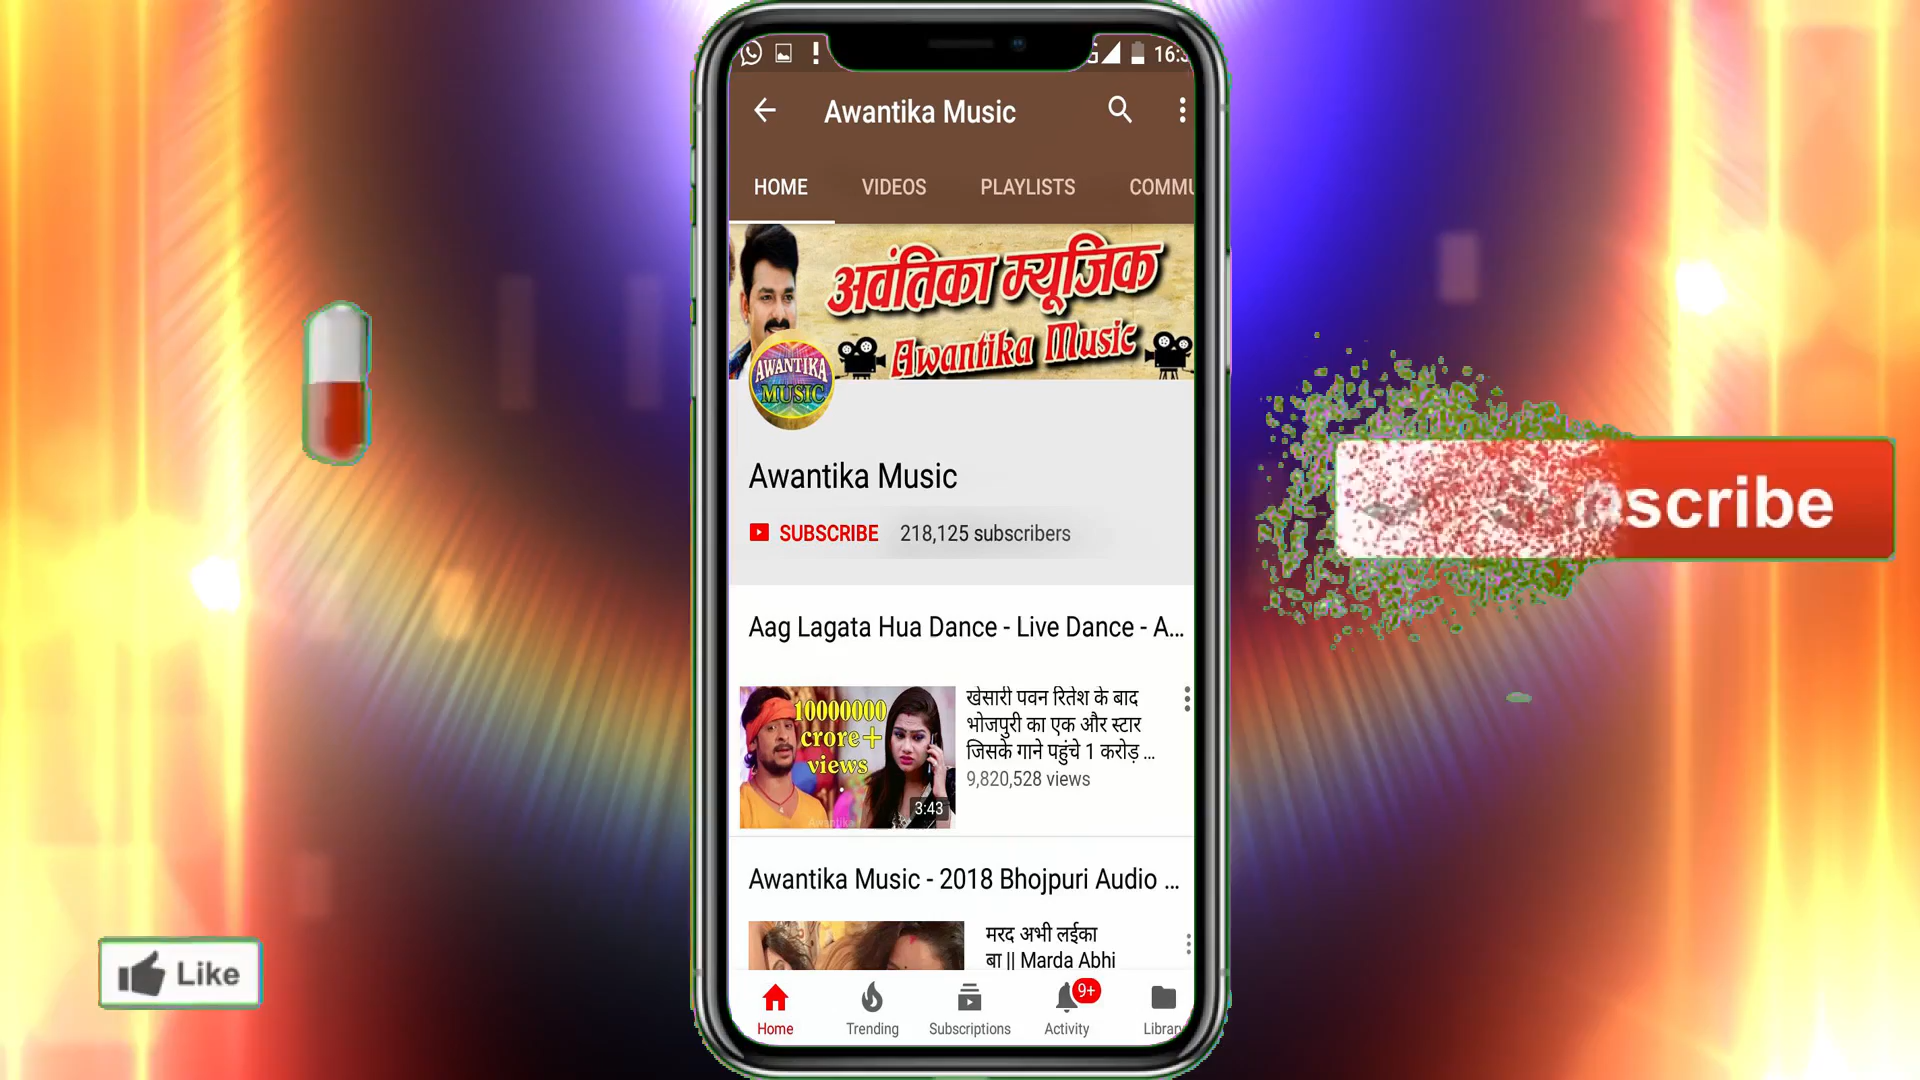 16:3
Awantika Music
HOME VIDEOS PLAYLISTS COMMU
अवंतिका म्यूजिक
Awantika Music
AWANTIKA
MUSIC
Awantika Music
SUBSCRIBE 218,125 subscribers
scribe
Aag Lagata Hua Dance - Live Dance - A...
10000000
crore+
views
3:43
Awantika
खेसारी पवन रितेश के बाद
भोजपुरी का एक और स्टार
जिसके गाने पहुंचे 1 करोड़ ...
9,820,528 views
Awantika Music - 2018 Bhojpuri Audio ...
मरद अभी लईका
बा || Marda Abhi
Like
9+
Home Trending Subscriptions Activity Library